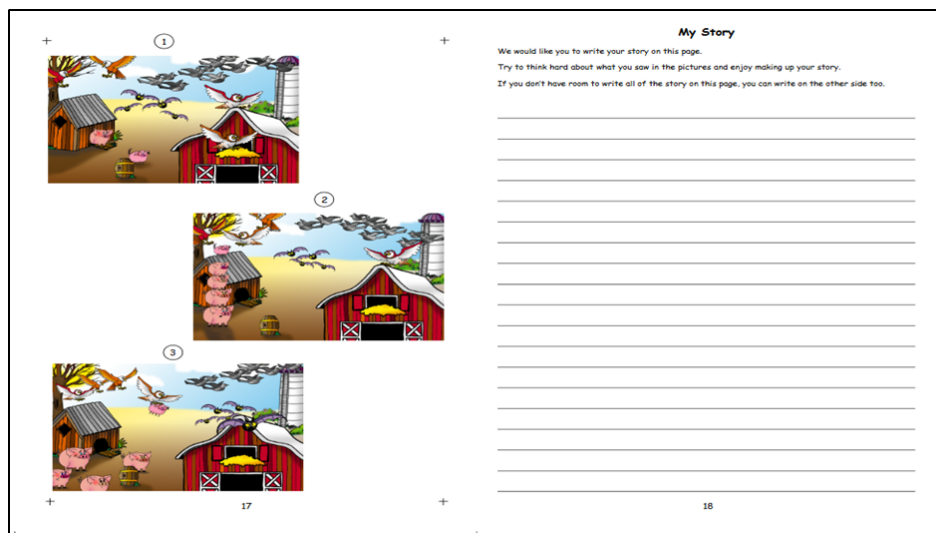 1
2
3
17
My Story
We would like you to write your story on this page.
Try to think hard about what you saw in the pictures and enjoy making up your story.
If you don't have room to write all of the story on this page, you can write on the other side too.
18